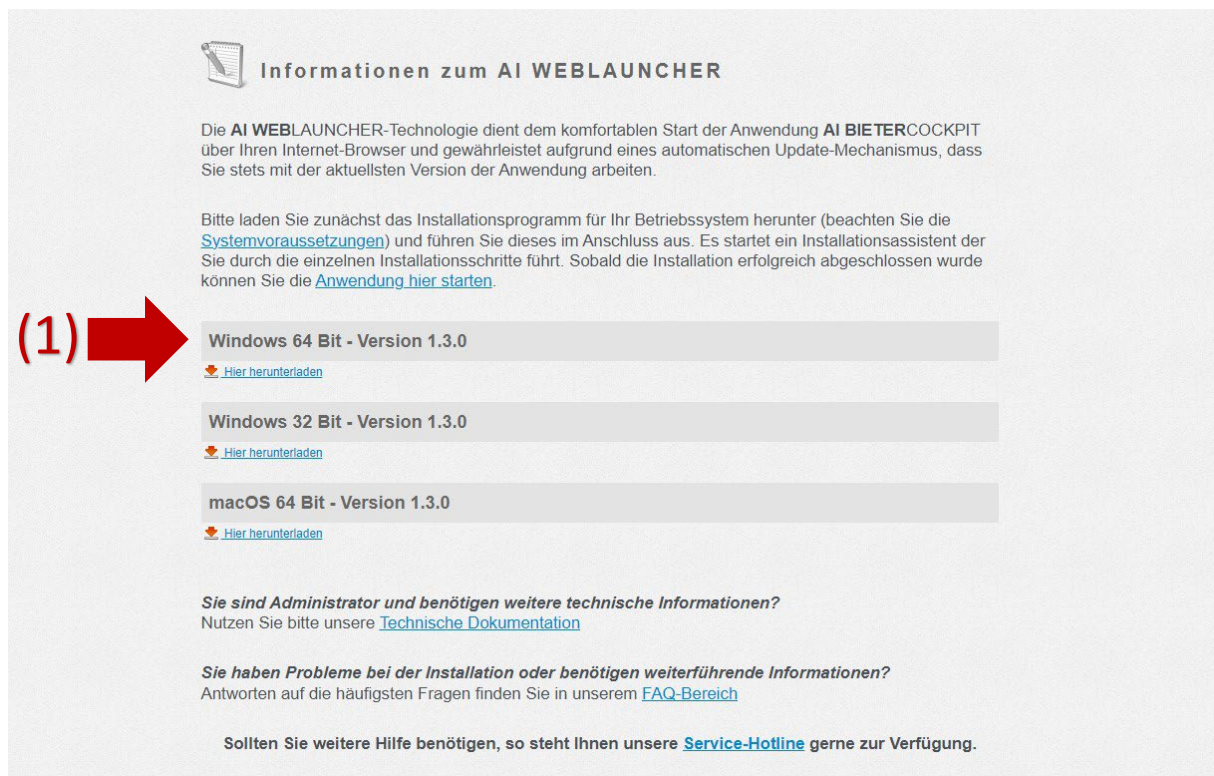 Informationen zum AI WEBLAUNCHER
Die AI WEBLAUNCHER-Technologie dient dem komfortablen Start der Anwendung AI BIETERCOCKPIT
über Ihren Internet-Browser und gewährleistet aufgrund eines automatischen Update-Mechanismus, dass
Sie stets mit der aktuellsten Version der Anwendung arbeiten.
Bitte laden Sie zunächst das Installationsprogramm für Ihr Betriebssystem herunter (beachten Sie die
Systemvoraussetzungen) und führen Sie dieses im Anschluss aus. Es startet ein Installationsassistent der
Sie durch die einzelnen Installationsschritte führt. Sobald die Installation erfolgreich abgeschlossen wurde
können Sie die Anwendung hier starten.
(1)
Windows 64 Bit - Version 1.3.0
Hier herunterladen
Windows 32 Bit - Version 1.3.0
Hier herunterladen
macOS 64 Bit - Version 1.3.0
Hier herunterladen
Sie sind Administrator und benötigen weitere technische Informationen?
Nutzen Sie bitte unsere Technische Dokumentation
Sie haben Probleme bei der Installation oder benötigen weiterführende Informationen?
Antworten auf die häufigsten Fragen finden Sie in unserem FAQ-Bereich
Sollten Sie weitere Hilfe benötigen, so steht Ihnen unsere Service-Hotline gerne zur Verfügung.